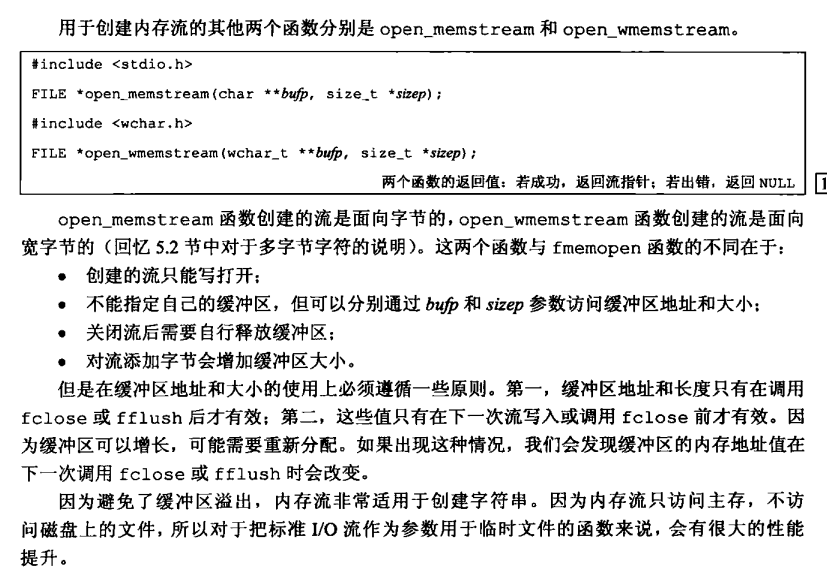 用于创建内存流的其他两个函数分别是 open_memstream 和 open_wmemstream。
#include <stdio.h>
FILE *open_memstream(char **bufp, size_t *sizep);
#include <wchar.h>
FILE *open_wmemstream(wchar_t **bufp, size_t *sizep);
两个函数的返回值：若成功，返回流指针；若出错，返回 NULL
open_memstream 函数创建的流是面向字节的，open_wmemstream 函数创建的流是面向
宽字节的（回忆 5.2 节中对于多字节字符的说明）。这两个函数与 fmemopen 函数的不同在于：
• 创建的流只能写打开；
• 不能指定自己的缓冲区，但可以分别通过 bufp 和 sizep 参数访问缓冲区地址和大小；
• 关闭流后需要自行释放缓冲区；
• 对流添加字节会增加缓冲区大小。
但是在缓冲区地址和大小的使用上必须遵循一些原则。第一，缓冲区地址和长度只有在调用
fclose 或 fflush 后才有效；第二，这些值只有在下一次流写入或调用 fclose 前才有效。因
为缓冲区可以增长，可能需要重新分配。如果出现这种情况，我们会发现缓冲区的内存地址值在
下一次调用 fclose 或 fflush 时会改变。
因为避免了缓冲区溢出，内存流非常适用于创建字符串。因为内存流只访问主存，不访
问磁盘上的文件，所以对于把标准 I/O 流作为参数用于临时文件的函数来说，会有很大的性能
提升。